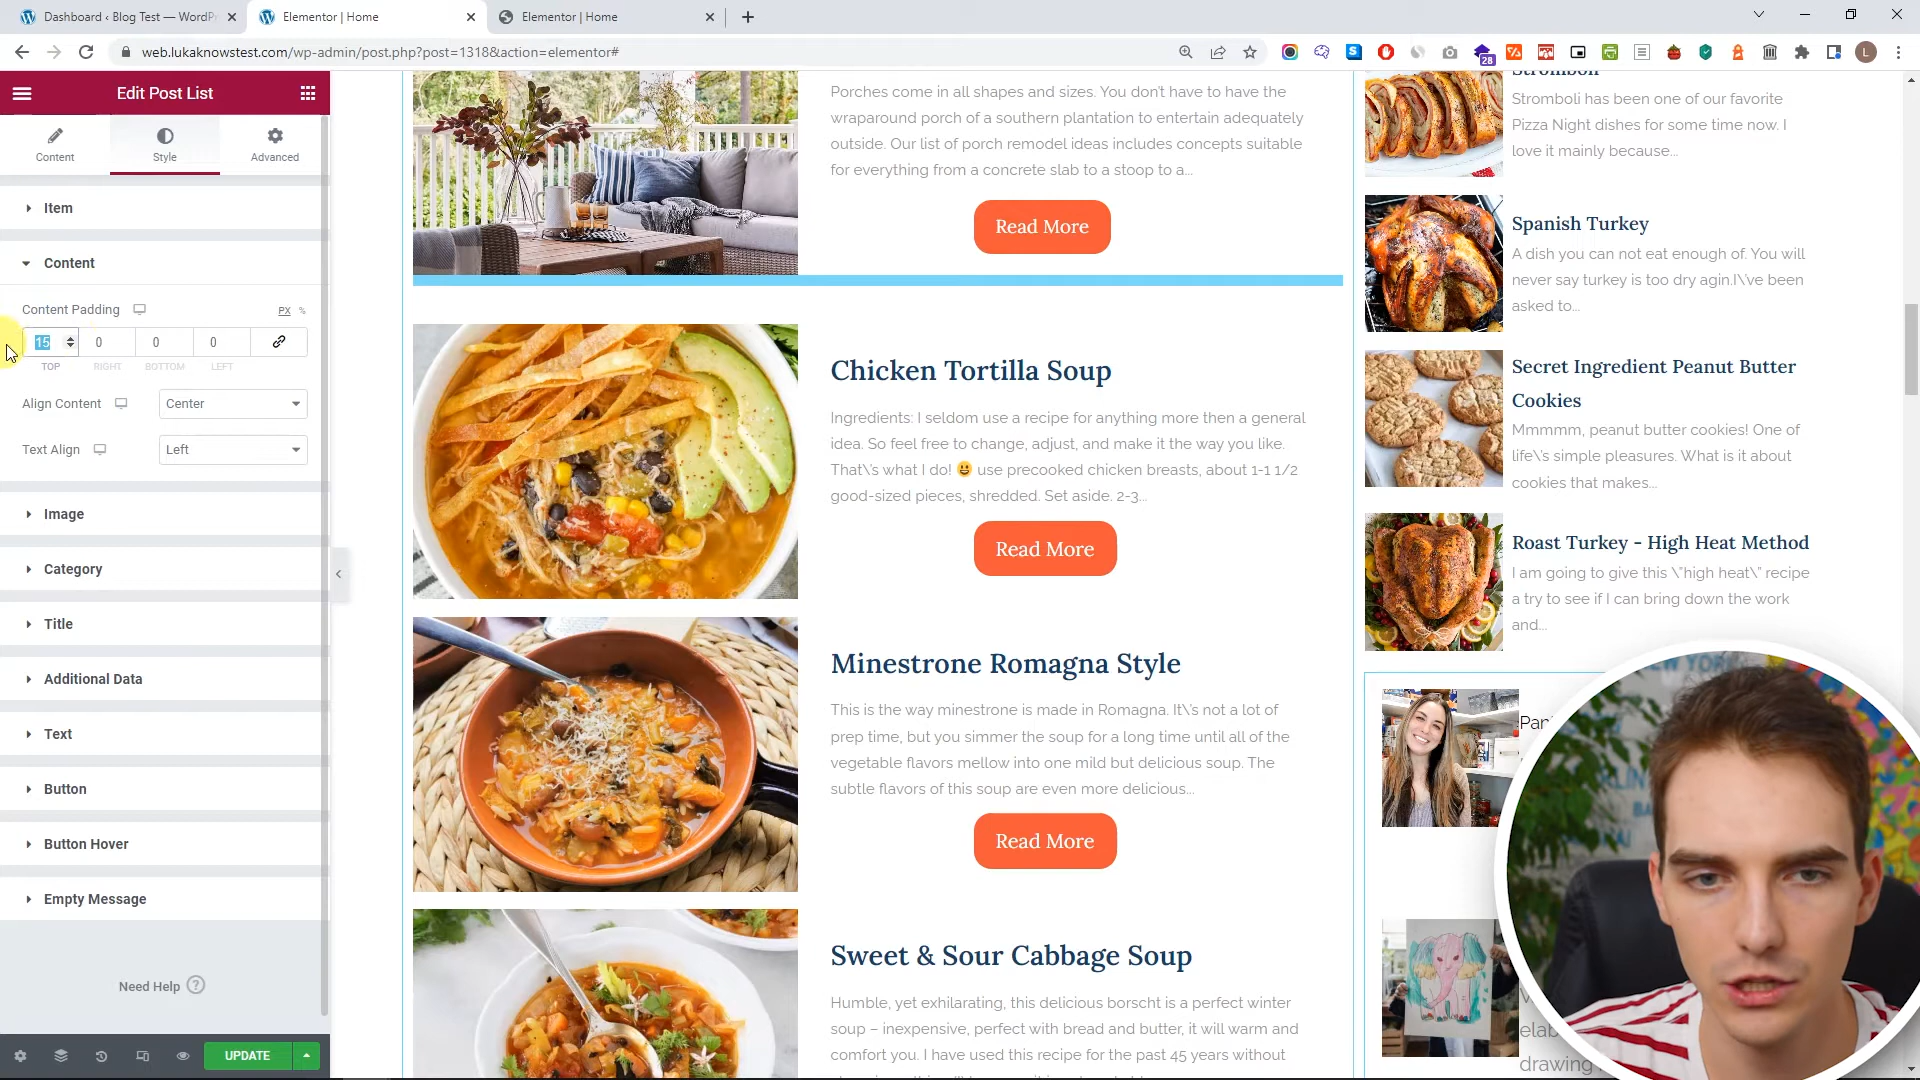 Dashboard ‹ Blog Test — WordPr
Elementor | Home
Elementor | Home
web.lukaknowstest.com/wp-admin/post.php?post=1318&action=elementor#
28
L
Edit Post List
Content
Style
Advanced
Item
Content
Content Padding
PX %
15 0 0 0
TOP RIGHT BOTTOM LEFT
Align Content
Center
Text Align
Left
Image
Category
Title
Additional Data
Text
Button
Button Hover
Empty Message
Need Help ?
UPDATE
Porches come in all shapes and sizes. You don’t have to have the
wraparound porch of a southern plantation to entertain adequately
outside. Our list of porch remodel ideas includes concepts suitable
for everything from a concrete slab to a stoop to a...
Read More
Chicken Tortilla Soup
Ingredients: I seldom use a recipe for anything more then a general
idea. So feel free to change, adjust, and make it the way you like.
That\'s what I do! 😃 use precooked chicken breasts, about 1-1 1/2
good-sized pieces, shredded. Set aside. 2-3...
Read More
Minestrone Romagna Style
This is the way minestrone is made in Romagna. It\'s not a lot of
prep time, but you simmer the soup for a long time until all of the
vegetable flavors mellow into one mild but delicious soup. The
subtle flavors of this soup are even more delicious...
Read More
Sweet & Sour Cabbage Soup
Humble, yet exhilarating, this delicious borscht is a perfect winter
soup – inexpensive, perfect with bread and butter, it will warm and
comfort you. I have used this recipe for the past 45 years without
Stromboli
Stromboli has been one of our favorite
Pizza Night dishes for some time now. I
love it mainly because...
Spanish Turkey
A dish you can not eat enough of. You will
never say turkey is too dry agin.I\'ve been
asked to...
Secret Ingredient Peanut Butter
Cookies
Mmmmm, peanut butter cookies! One of
life\'s simple pleasures. What is it about
cookies that makes...
Roast Turkey - High Heat Method
I am going to give this \"high heat\" recipe
a try to see if I can bring down the work
and...
NEW YORK
drawing